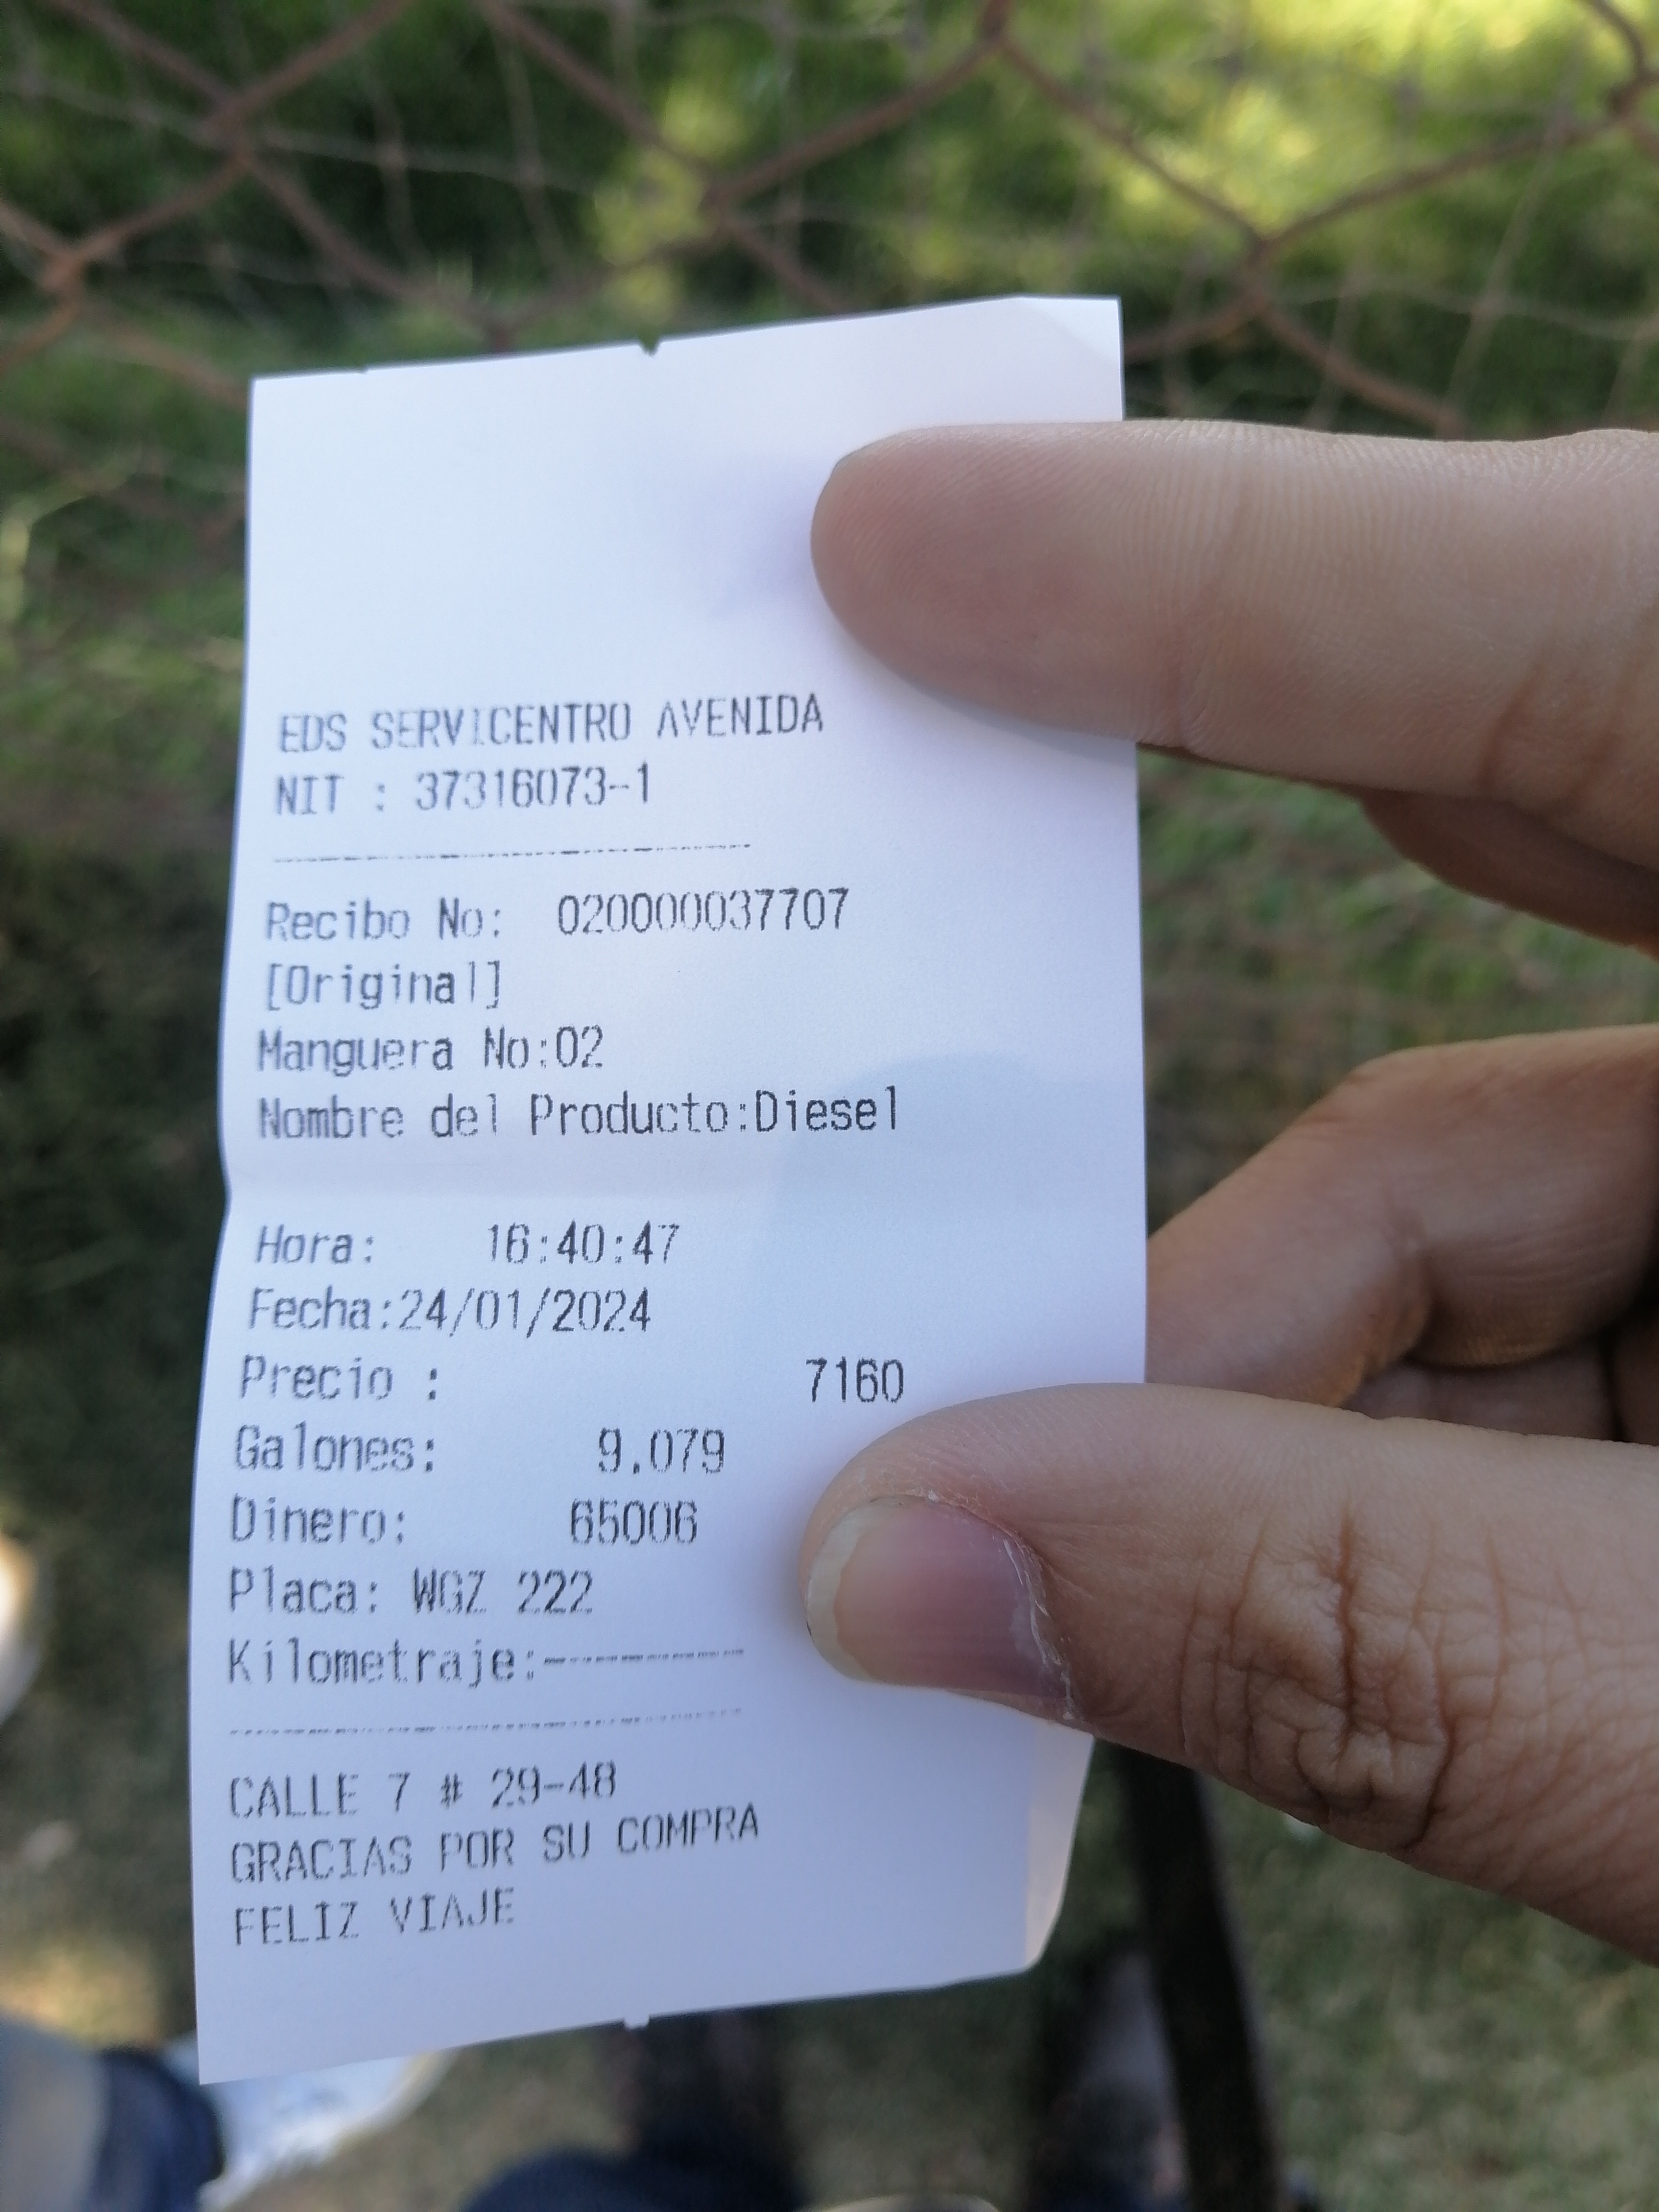 EDS SERVICENTRO AVENIDA
NIT : 37316073-1
Recibo No: 020000037707
[Original]
Manguera No:02
Nombre del Producto:Diesel
Hora: 16:40:47
Fecha:24/01/2024
Precio : 7160
Galones: 9.079
Dinero: 65006
Placa: WGZ 222
Kilometraje:---------
CALLE 7 # 29-48
GRACIAS POR SU COMPRA
FELIZ VIAJE